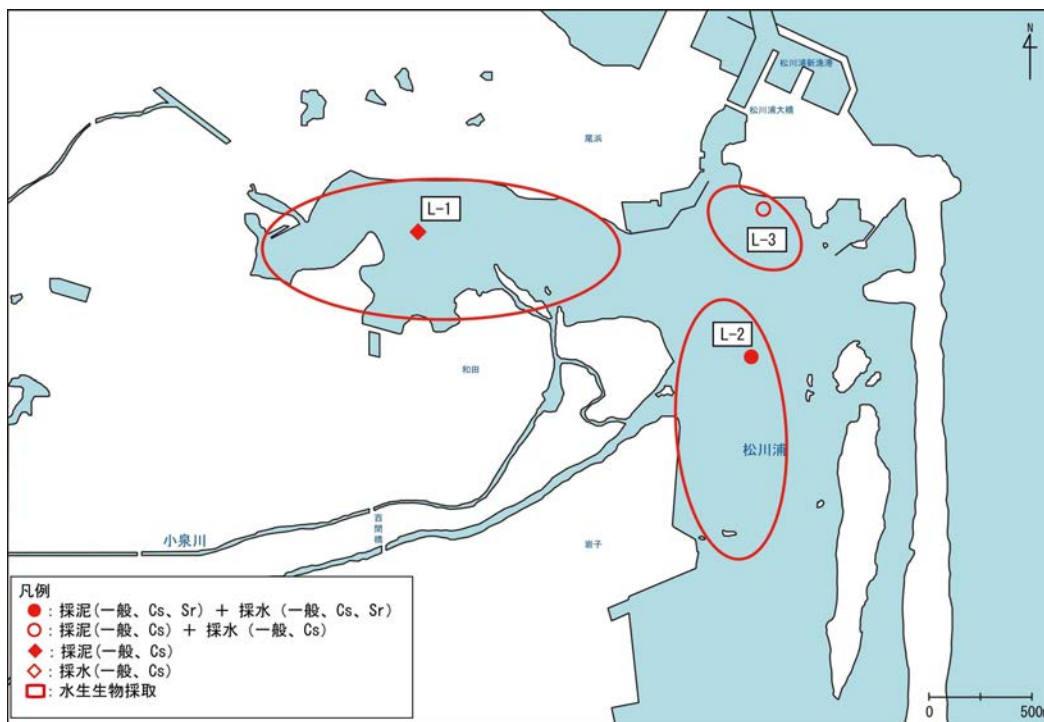 N
松川浦新漁港
松川浦大橋
尾浜
L-1
L-3
L-2
和田
松川浦
百間橋
小泉川
岩子
凡例
：採泥(一般、Cs、Sr) ＋ 採水 (一般、Cs、Sr)
：採泥(一般、Cs) ＋ 採水 (一般、Cs)
：採泥(一般、Cs)
：採水(一般、Cs)
：水生生物採取
0 500m